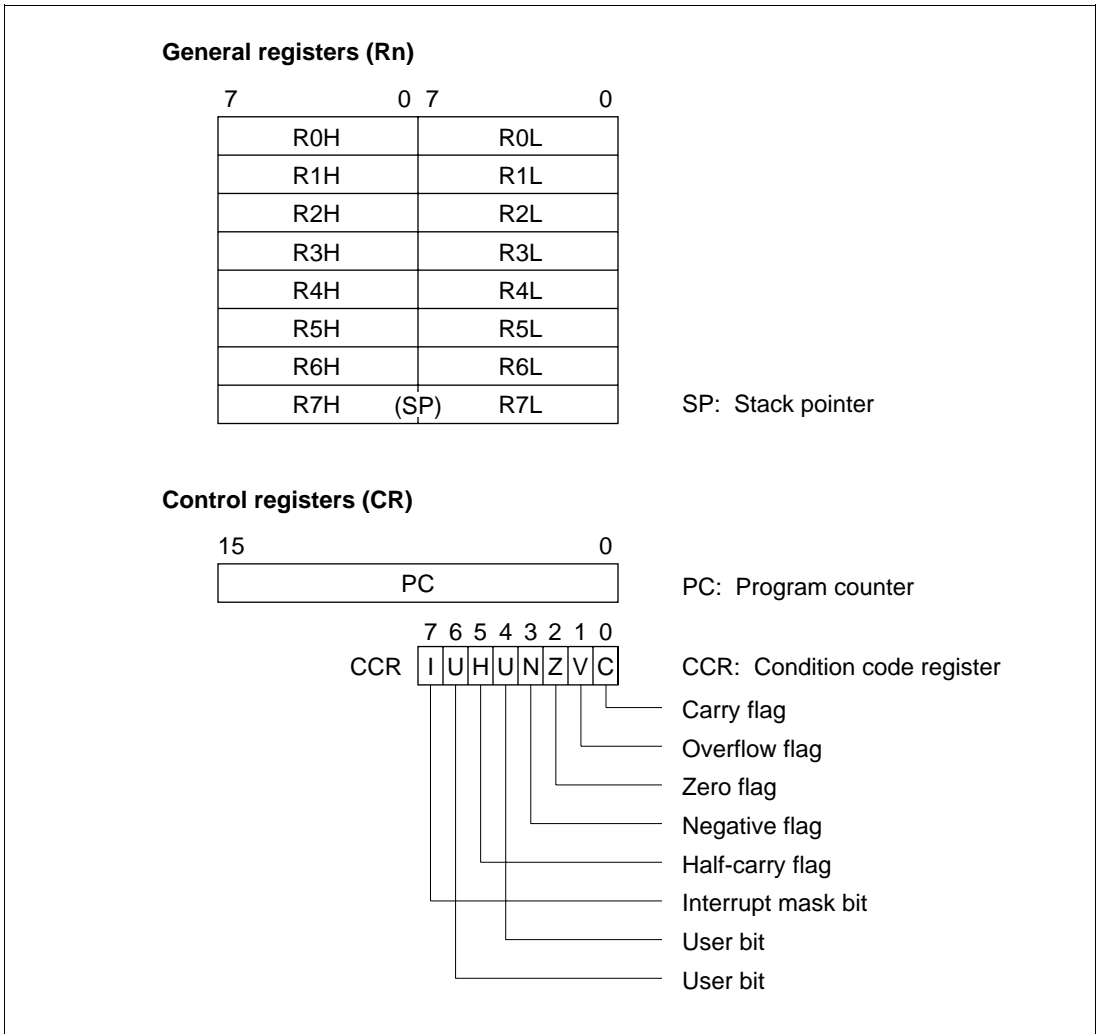 General registers (Rn)
7 0 7 0
R0H R0L
R1H R1L
R2H R2L
R3H R3L
R4H R4L
R5H R5L
R6H R6L
R7H (SP) R7L SP: Stack pointer
Control registers (CR)
15 0
PC PC: Program counter
7 6 5 4 3 2 1 0
CCR I U H U N Z V C CCR: Condition code register
Carry flag
Overflow flag
Zero flag
Negative flag
Half-carry flag
Interrupt mask bit
User bit
User bit